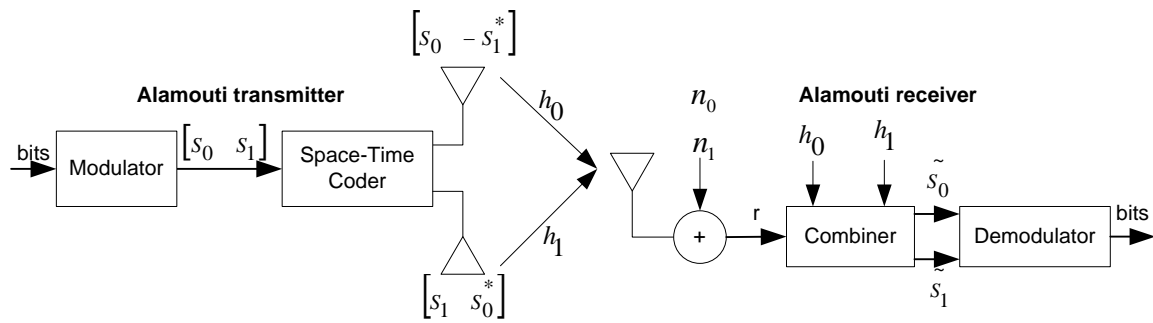 [s₀ −s₁*]
Alamouti transmitter
h₀
n₀
n₁
Alamouti receiver
h₀ h₁
bits
Modulator
[s₀ s₁]
Space-Time
Coder
h₁
[s₁ s₀*]
+
r
Combiner
s̃₀
s̃₁
Demodulator
bits